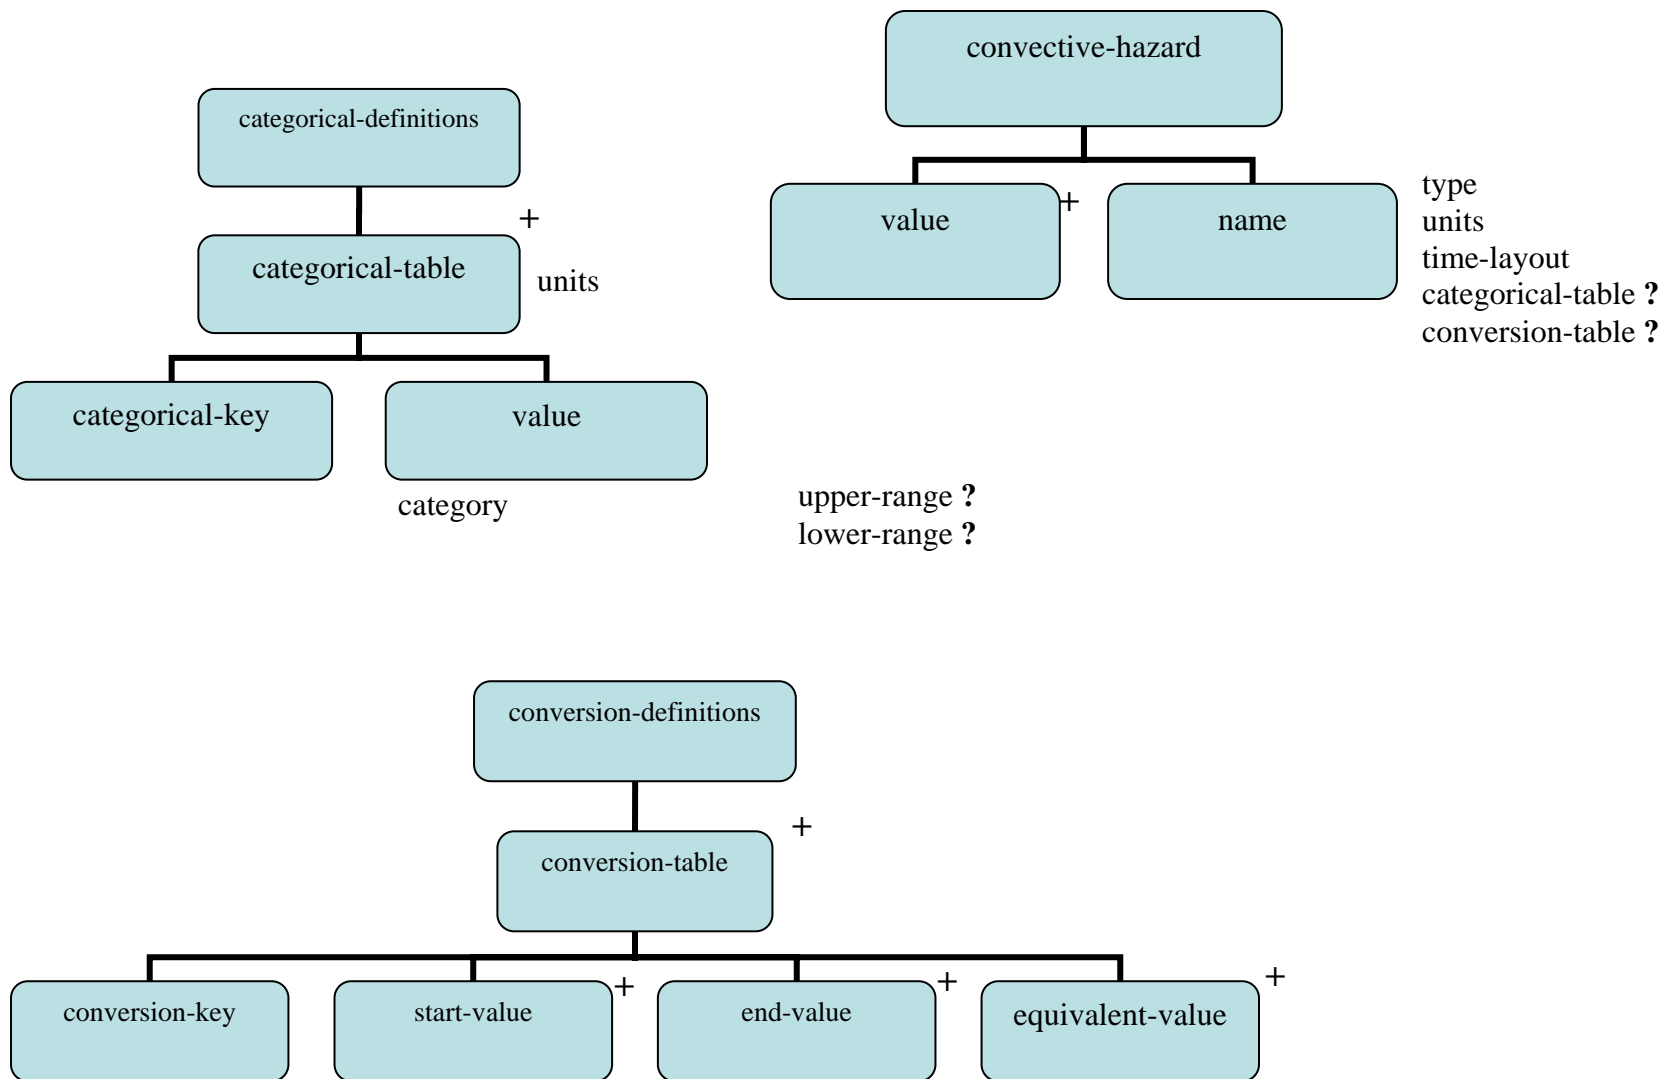 convective-hazard
categorical-definitions
value
+
name
type
units
time-layout
categorical-table ?
conversion-table ?
+
categorical-table
units
categorical-key
value
category
upper-range ?
lower-range ?
conversion-definitions
+
conversion-table
conversion-key
start-value
+
end-value
+
equivalent-value
+